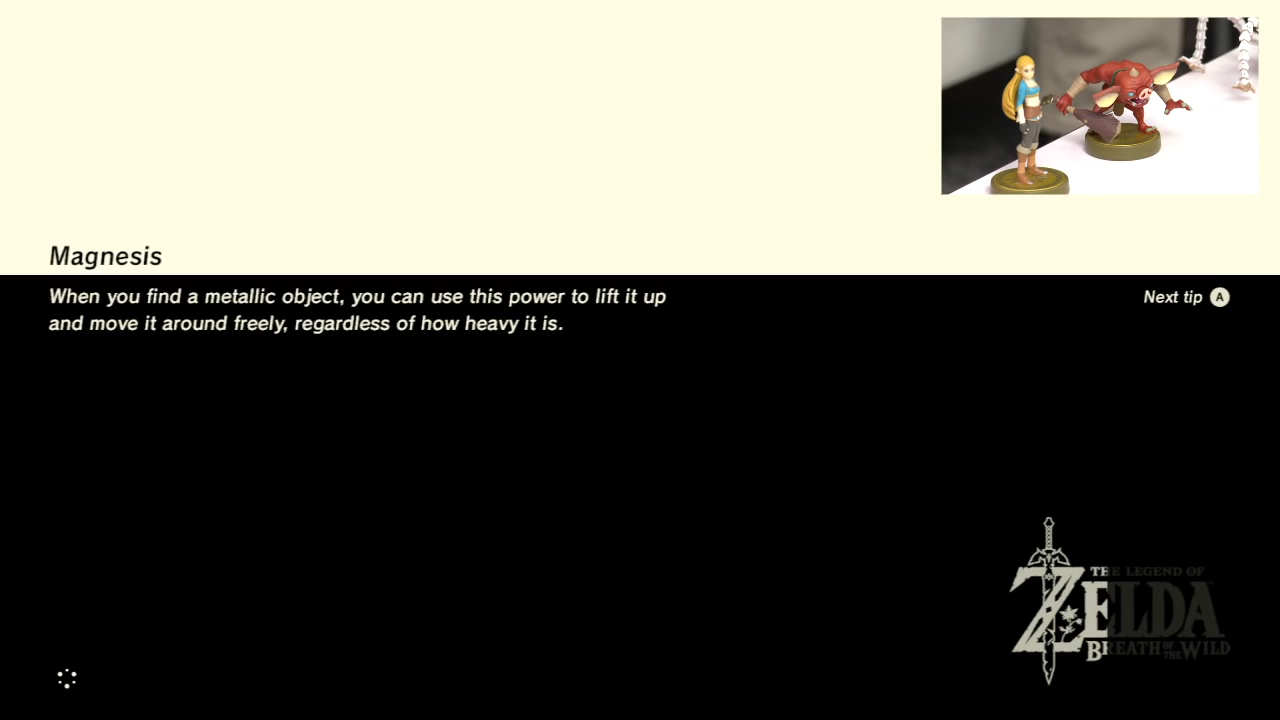 Magnesis
When you find a metallic object, you can use this power to lift it up
and move it around freely, regardless of how heavy it is.
Next tip A
THE LEGEND OF
ZELDA
BREATH OF THE WILD